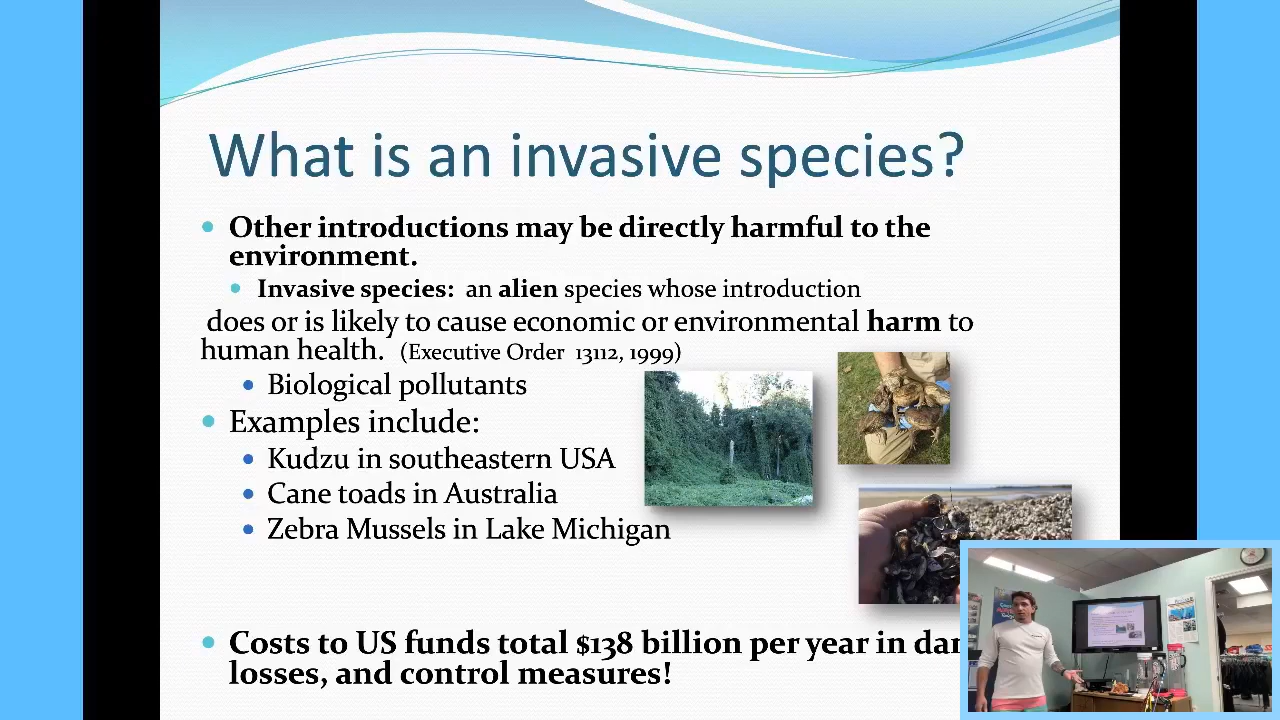 What is an invasive species?
Other introductions may be directly harmful to the
environment.
Invasive species: an alien species whose introduction
does or is likely to cause economic or environmental harm to
human health. (Executive Order 13112, 1999)
Biological pollutants
Examples include:
Kudzu in southeastern USA
Cane toads in Australia
Zebra Mussels in Lake Michigan
Costs to US funds total $138 billion per year in
losses, and control measures!